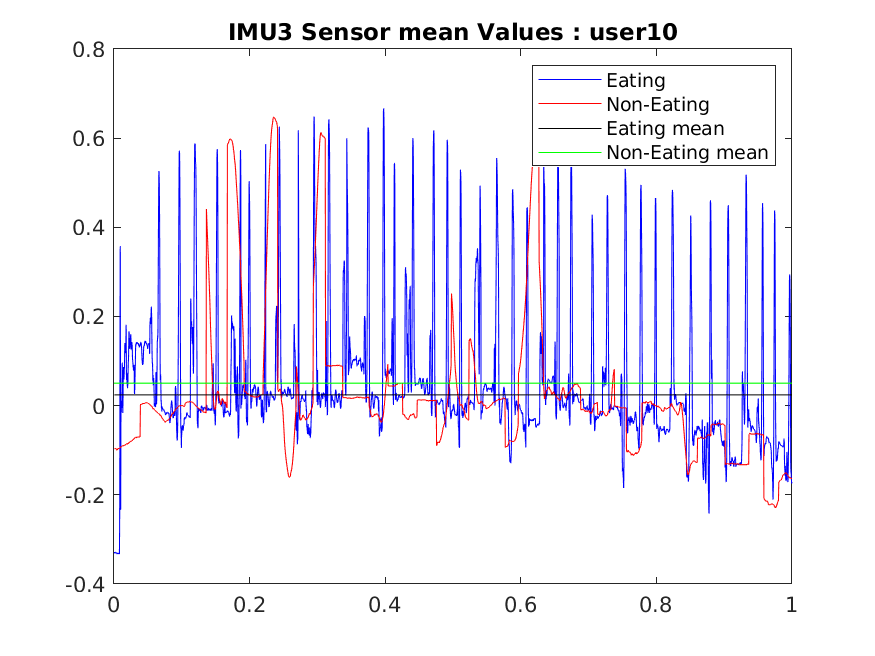 IMU3 Sensor mean Values : user10
0.8
0.6
0.4
0.2
0
-0.2
-0.4
Eating
Non-Eating
Eating mean
Non-Eating mean
0 0.2 0.4 0.6 0.8 1